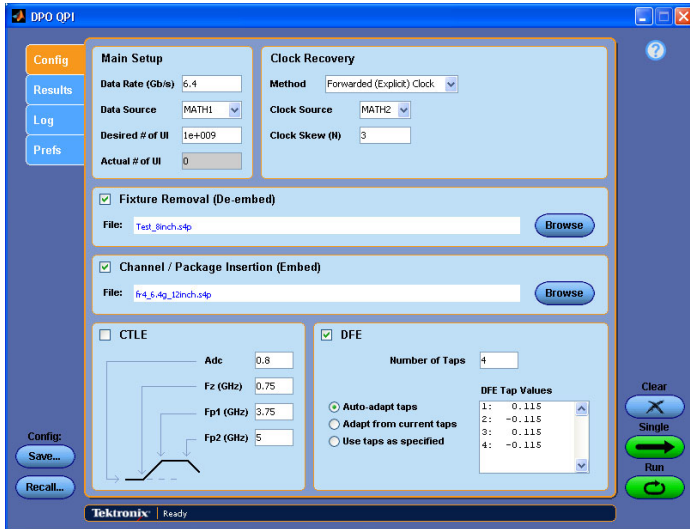 DPO QPI
Config
Results
Log
Prefs
Main Setup
Data Rate (Gb/s) 6.4
Data Source MATH1
Desired # of UI 1e+009
Actual # of UI 0
Clock Recovery
Method Forwarded (Explicit) Clock
Clock Source MATH2
Clock Skew (N) 3
?
Fixture Removal (De-embed)
File: Test_8inch.s4p Browse
Channel / Package Insertion (Embed)
File: fr4_6.4g_12inch.s4p Browse
CTLE
Adc 0.8
Fz (GHz) 0.75
Fp1 (GHz) 3.75
Fp2 (GHz) 5
DFE
Number of Taps 4
Auto-adapt taps
Adapt from current taps
Use taps as specified
DFE Tap Values
1: 0.115
2: -0.115
3: 0.115
4: -0.115
Config:
Save...
Recall...
Clear
Single
Run
Tektronix Ready